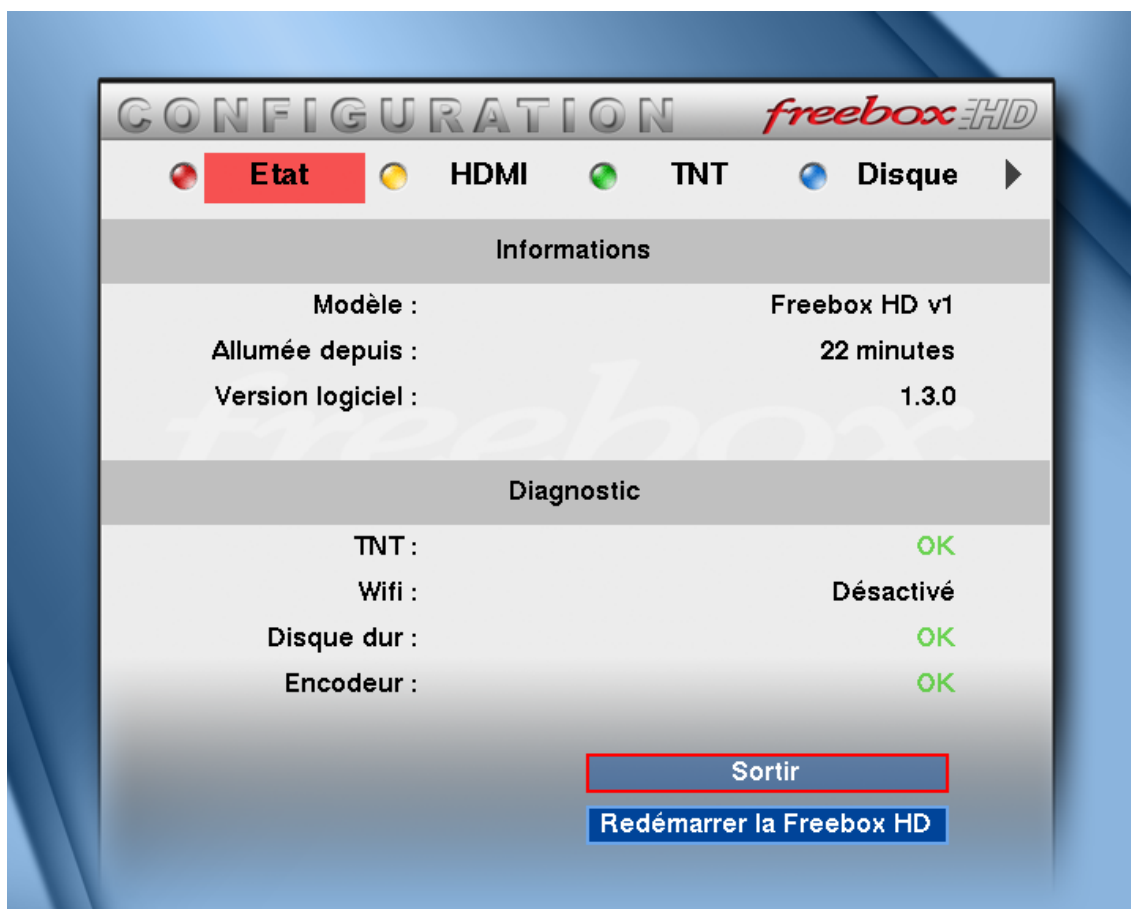 CONFIGURATION freebox HD
Etat HDMI TNT Disque
Informations
Modèle : Freebox HD v1
Allumée depuis : 22 minutes
Version logiciel : 1.3.0
freebox
Diagnostic
TNT : OK
Wifi : Désactivé
Disque dur : OK
Encodeur : OK
Sortir
Redémarrer la Freebox HD